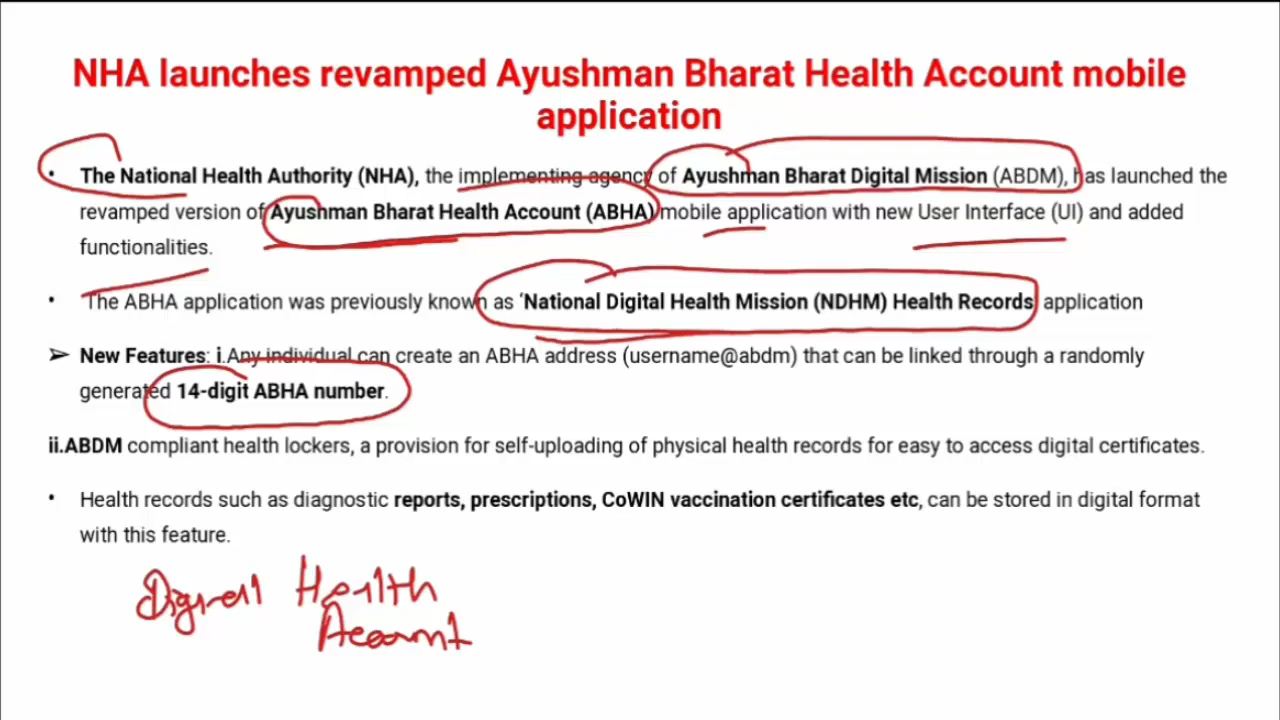 NHA launches revamped Ayushman Bharat Health Account mobile
application
• The National Health Authority (NHA), the implementing agency of Ayushman Bharat Digital Mission (ABDM), has launched the
revamped version of Ayushman Bharat Health Account (ABHA) mobile application with new User Interface (UI) and added
functionalities.
• The ABHA application was previously known as 'National Digital Health Mission (NDHM) Health Records application
➢ New Features: i.Any individual can create an ABHA address (username@abdm) that can be linked through a randomly
generated 14-digit ABHA number.
ii.ABDM compliant health lockers, a provision for self-uploading of physical health records for easy to access digital certificates.
• Health records such as diagnostic reports, prescriptions, CoWIN vaccination certificates etc, can be stored in digital format
with this feature.
Digital Health
Account